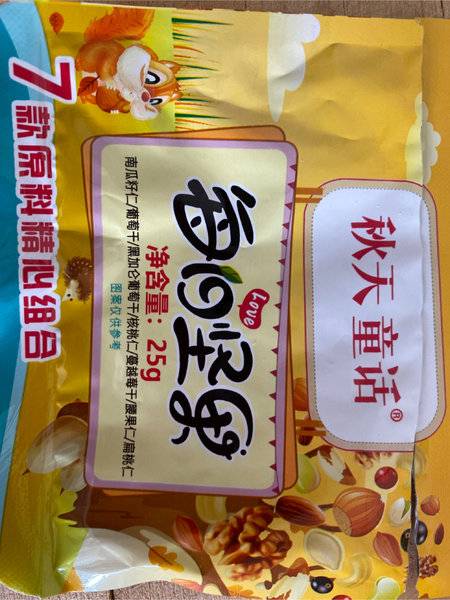 秋天童话®
每日坚果
Love
净含量：25g
南瓜籽仁/葡萄干/黑加仑葡萄干/核桃仁/蔓越莓干/腰果仁/扁桃仁
图案仅供参考
7款原料精心组合